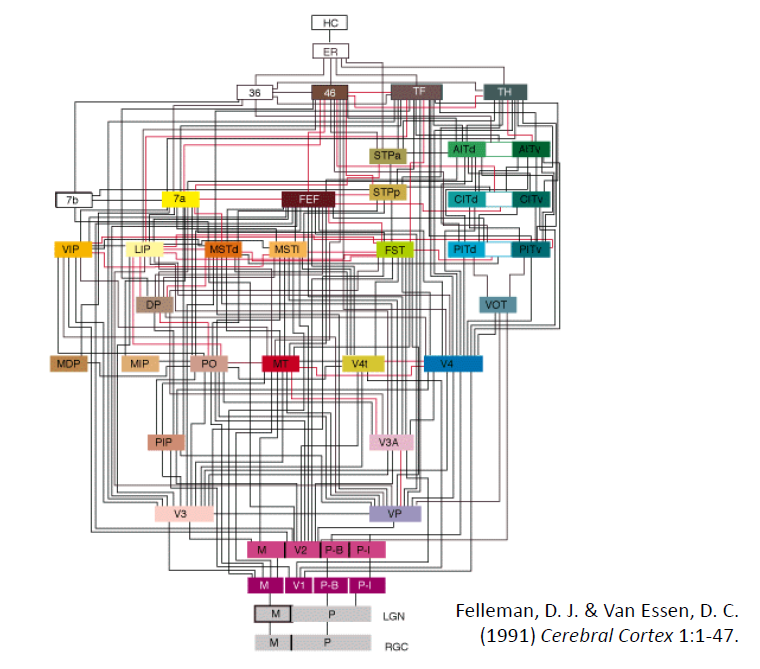 HC
ER
36 46 TF TH
STPa AITd AITv
STPp
7b 7a FEF CITd CITv
VIP LIP MSTd MSTl FST PITd PITv
DP VOT
MDP MIP PO MT V4t V4
PIP V3A
V3 VP
M V2 P-B P-I
M V1 P-B P-I
M P LGN
M P RGC
Felleman, D. J. & Van Essen, D. C.
(1991) Cerebral Cortex 1:1-47.